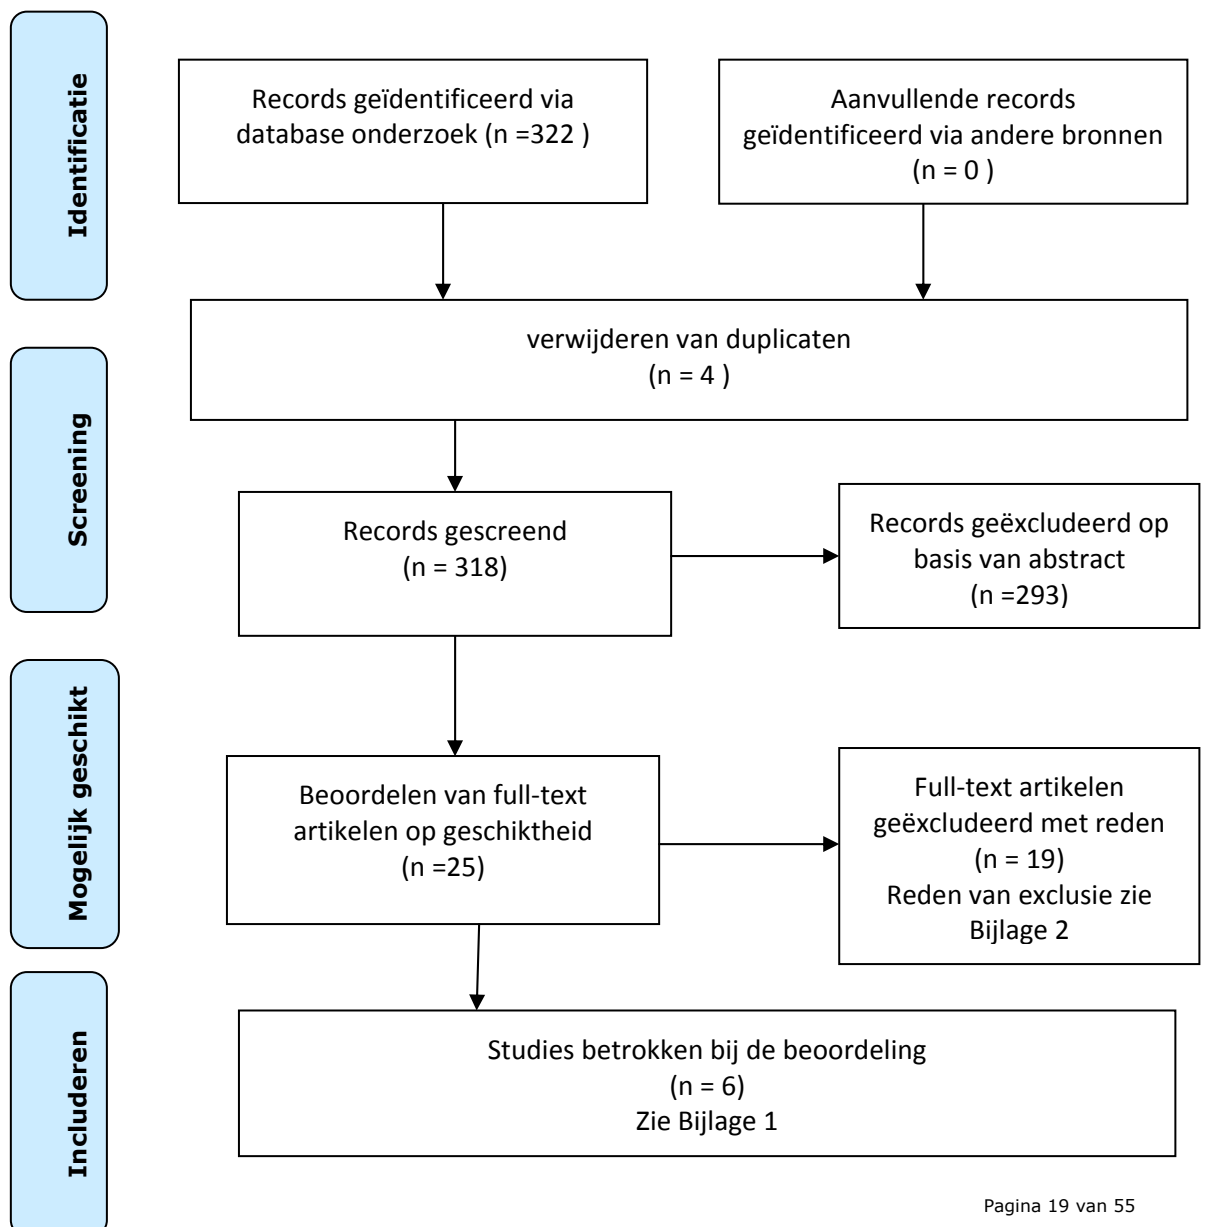 Identificatie
Records geïdentificeerd via
database onderzoek (n =322 )
Aanvullende records
geïdentificeerd via andere bronnen
(n = 0 )
verwijderen van duplicaten
(n = 4 )
Screening
Records gescreend
(n = 318)
Records geëxcludeerd op
basis van abstract
(n =293)
Mogelijk geschikt
Beoordelen van full-text
artikelen op geschiktheid
(n =25)
Full-text artikelen
geëxcludeerd met reden
(n = 19)
Reden van exclusie zie
Bijlage 2
Includeren
Studies betrokken bij de beoordeling
(n = 6)
Zie Bijlage 1
Pagina 19 van 55